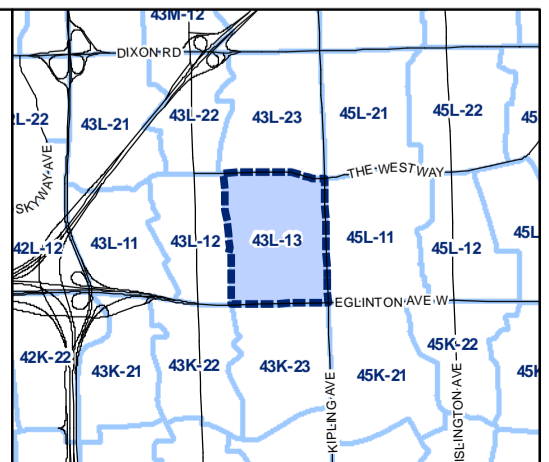 43M-12
DIXON RD
L-22
43L-21
43L-22
43L-23
45L-21
45L-22
45
SKYWAY AVE
THE WESTWAY
42L-12
43L-11
43L-12
43L-13
45L-11
45L-12
45L
EGLINTON AVE W
42K-22
43K-21
43K-22
43K-23
45K-21
45K-22
45K
KIPLING AVE
ISLINGTON AVE